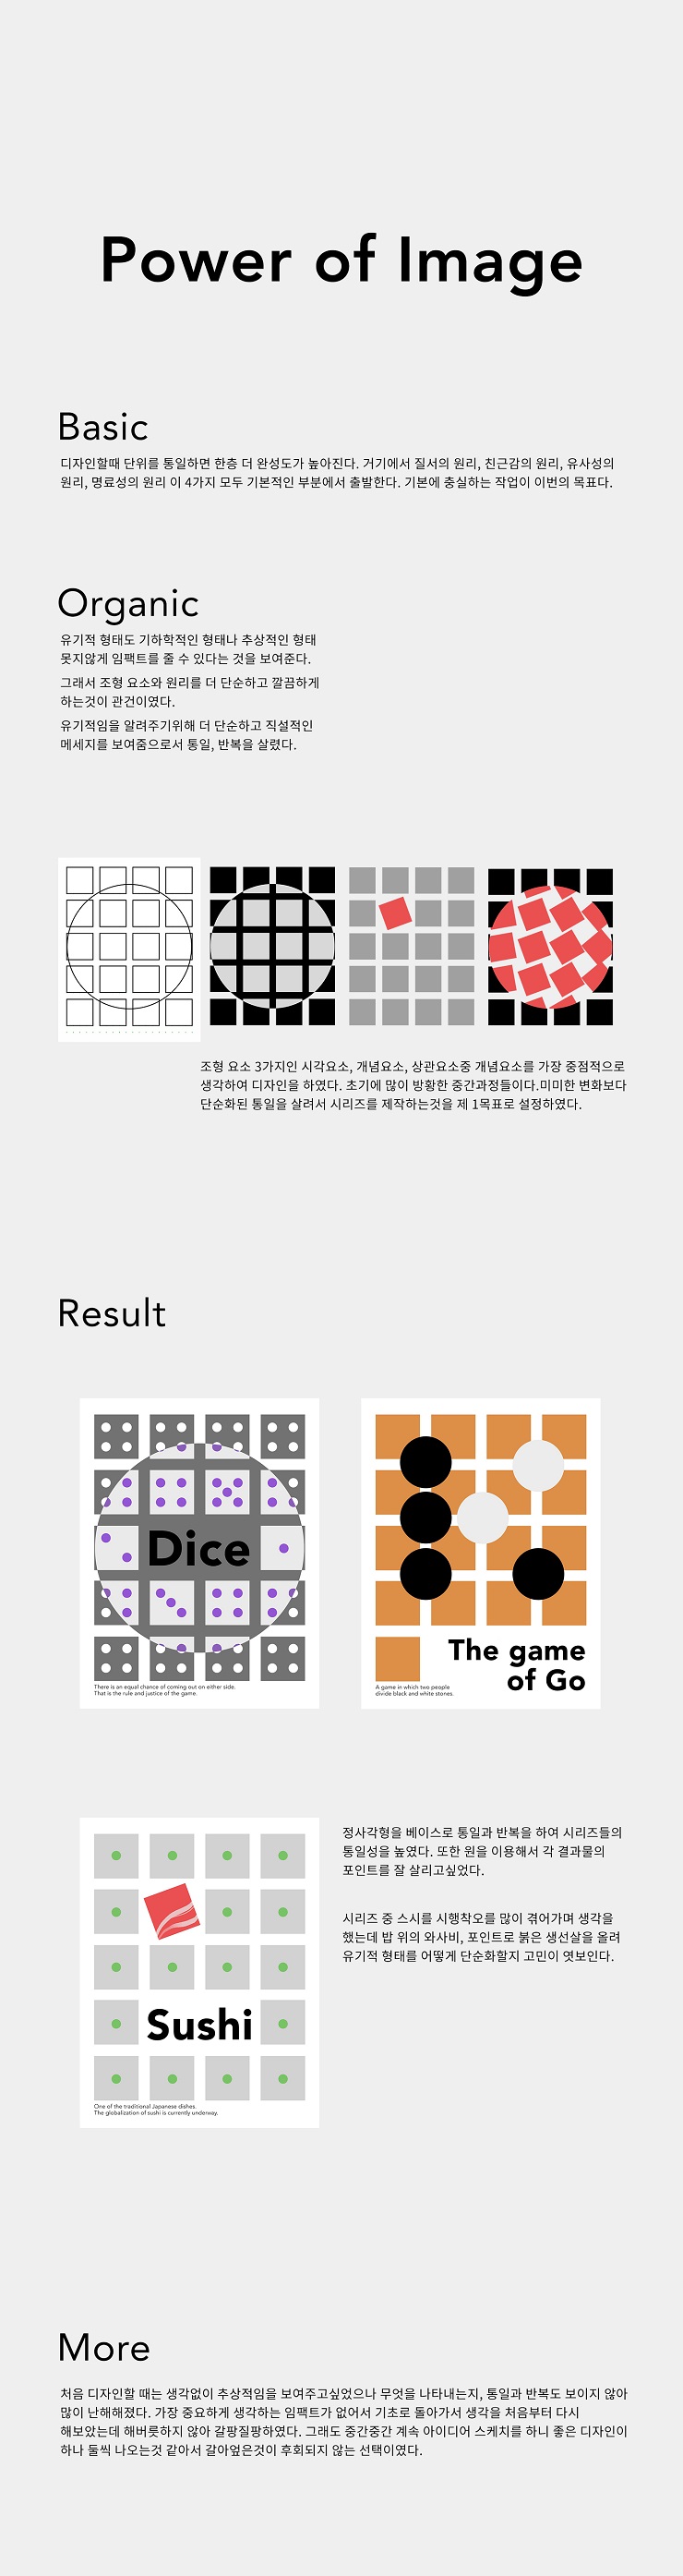 Power of Image
Basic
디자인할때 단위를 통일하면 한층 더 완성도가 높아진다. 거기에서 질서의 원리, 친근감의 원리, 유사성의
원리, 명료성의 원리 이 4가지 모두 기본적인 부분에서 출발한다. 기본에 충실하는 작업이 이번의 목표다.
Organic
유기적 형태도 기하학적인 형태나 추상적인 형태
못지않게 임팩트를 줄 수 있다는 것을 보여준다.
그래서 조형 요소와 원리를 더 단순하고 깔끔하게
하는것이 관건이였다.
유기적임을 알려주기위해 더 단순하고 직설적인
메세지를 보여줌으로서 통일, 반복을 살렸다.
조형 요소 3가지인 시각요소, 개념요소, 상관요소중 개념요소를 가장 중점적으로
생각하여 디자인을 하였다. 초기에 많이 방황한 중간과정들이다.미미한 변화보다
단순화된 통일을 살려서 시리즈를 제작하는것을 제 1목표로 설정하였다.
Result
Dice
There is an equal chance of coming out on either side.
That is the rule and justice of the game.
The game
of Go
A game in which two people
divide black and white stones.
Sushi
One of the traditional Japanese dishes.
The globalization of sushi is currently underway.
정사각형을 베이스로 통일과 반복을 하여 시리즈들의
통일성을 높였다. 또한 원을 이용해서 각 결과물의
포인트를 잘 살리고싶었다.
시리즈 중 스시를 시행착오를 많이 겪어가며 생각을
했는데 밥 위의 와사비, 포인트로 붉은 생선살을 올려
유기적 형태를 어떻게 단순화할지 고민이 엿보인다.
More
처음 디자인할 때는 생각없이 추상적임을 보여주고싶었으나 무엇을 나타내는지, 통일과 반복도 보이지 않아
많이 난해해졌다. 가장 중요하게 생각하는 임팩트가 없어서 기초로 돌아가서 생각을 처음부터 다시
해보았는데 해버릇하지 않아 갈팡질팡하였다. 그래도 중간중간 계속 아이디어 스케치를 하니 좋은 디자인이
하나 둘씩 나오는것 같아서 갈아엎은것이 후회되지 않는 선택이였다.